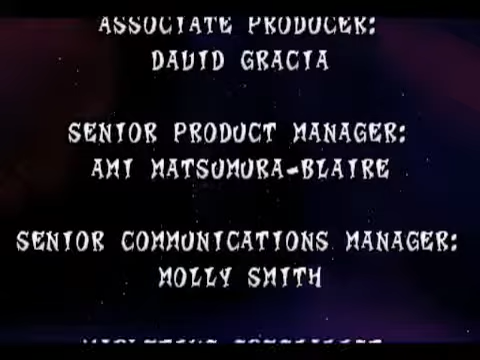 ASSOCIATE PRODUCER:
DAVID GRACIA
SENIOR PRODUCT MANAGER:
AMI MATSUMURA-BLAIRE
SENIOR COMMUNICATIONS MANAGER:
MOLLY SMITH